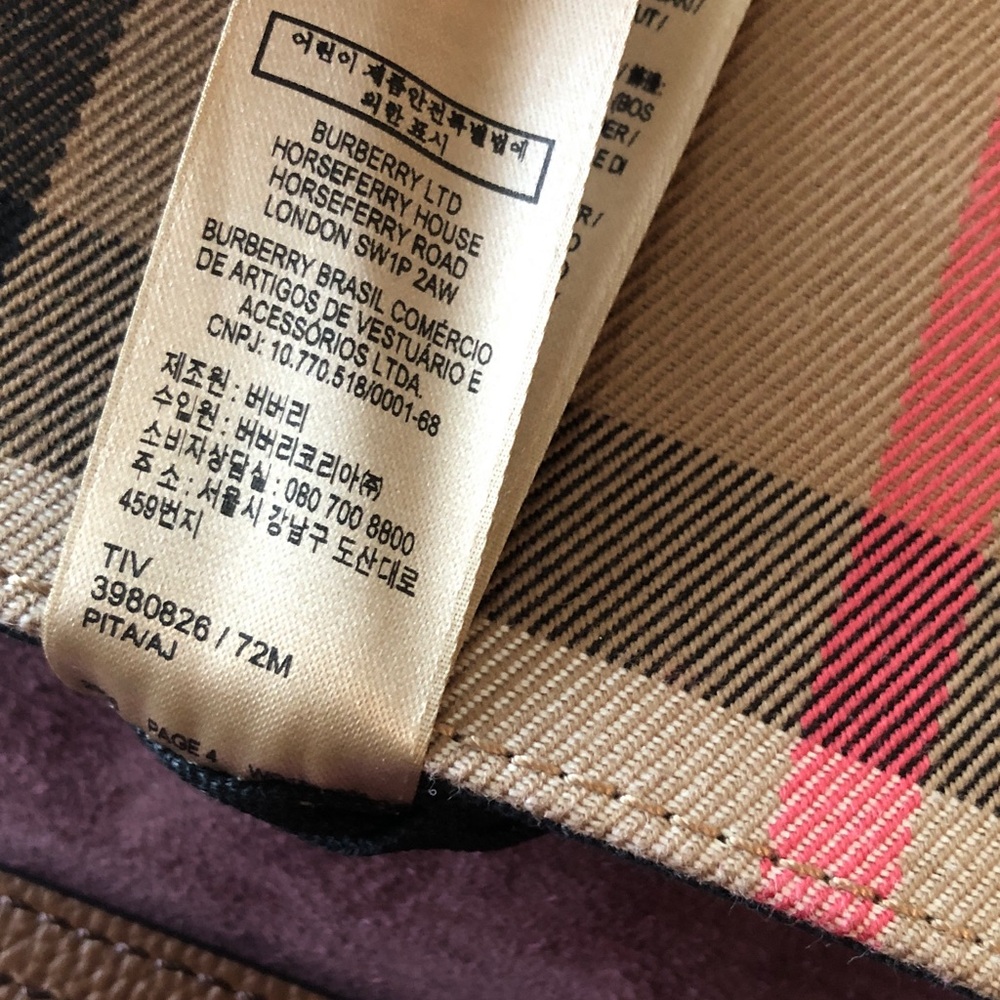 어린이 제품안전특별법에
의한 표시
BURBERRY LTD
HORSEFERRY HOUSE
HORSEFERRY ROAD
LONDON SW1P 2AW
BURBERRY BRASIL COMÉRCIO
DE ARTIGOS DE VESTUÁRIO E
ACESSÓRIOS LTDA.
CNPJ: 10.770.518/0001-68
제조원 : 버버리
수입원 : 버버리코리아(주)
소비자상담실 : 080 700 8800
주 소 : 서울시 강남구 도산대로
459번지
TIV
3980826 / 72M
PITA/AJ
PAGE 4
UT /
(BOS
ER /
E DI
R /